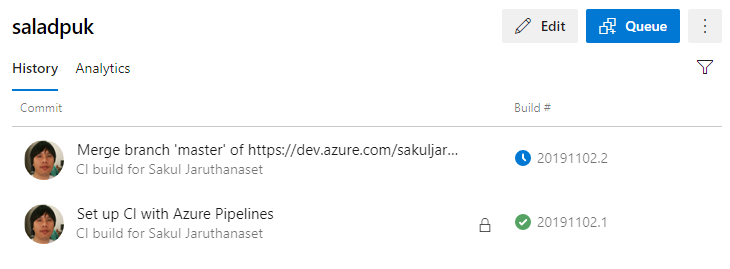 saladpuk
Edit
Queue
History
Analytics
Commit
Build #
Merge branch 'master' of https://dev.azure.com/sakuljar...
CI build for Sakul Jaruthanaset
20191102.2
Set up CI with Azure Pipelines
CI build for Sakul Jaruthanaset
20191102.1